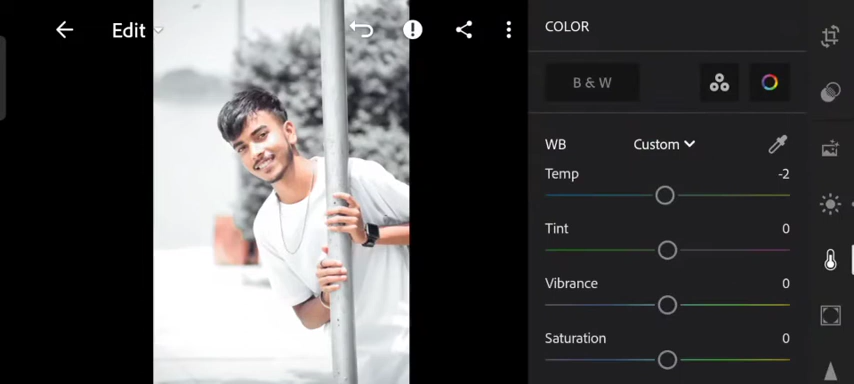 Edit
COLOR
B & W
WB Custom
Temp -2
Tint 0
Vibrance 0
Saturation 0